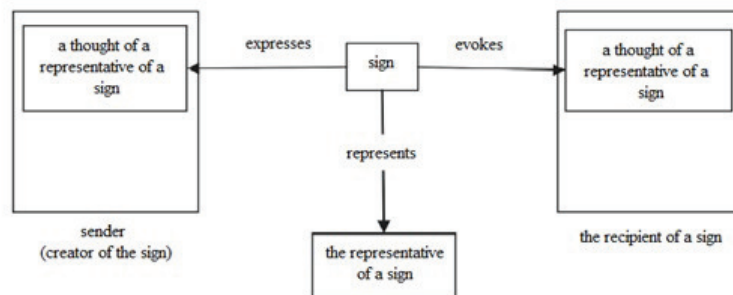 a thought of a
representative of a
sign
expresses
sign
evokes
a thought of a
representative of a
sign
represents
sender
(creator of the sign)
the representative
of a sign
the recipient of a sign